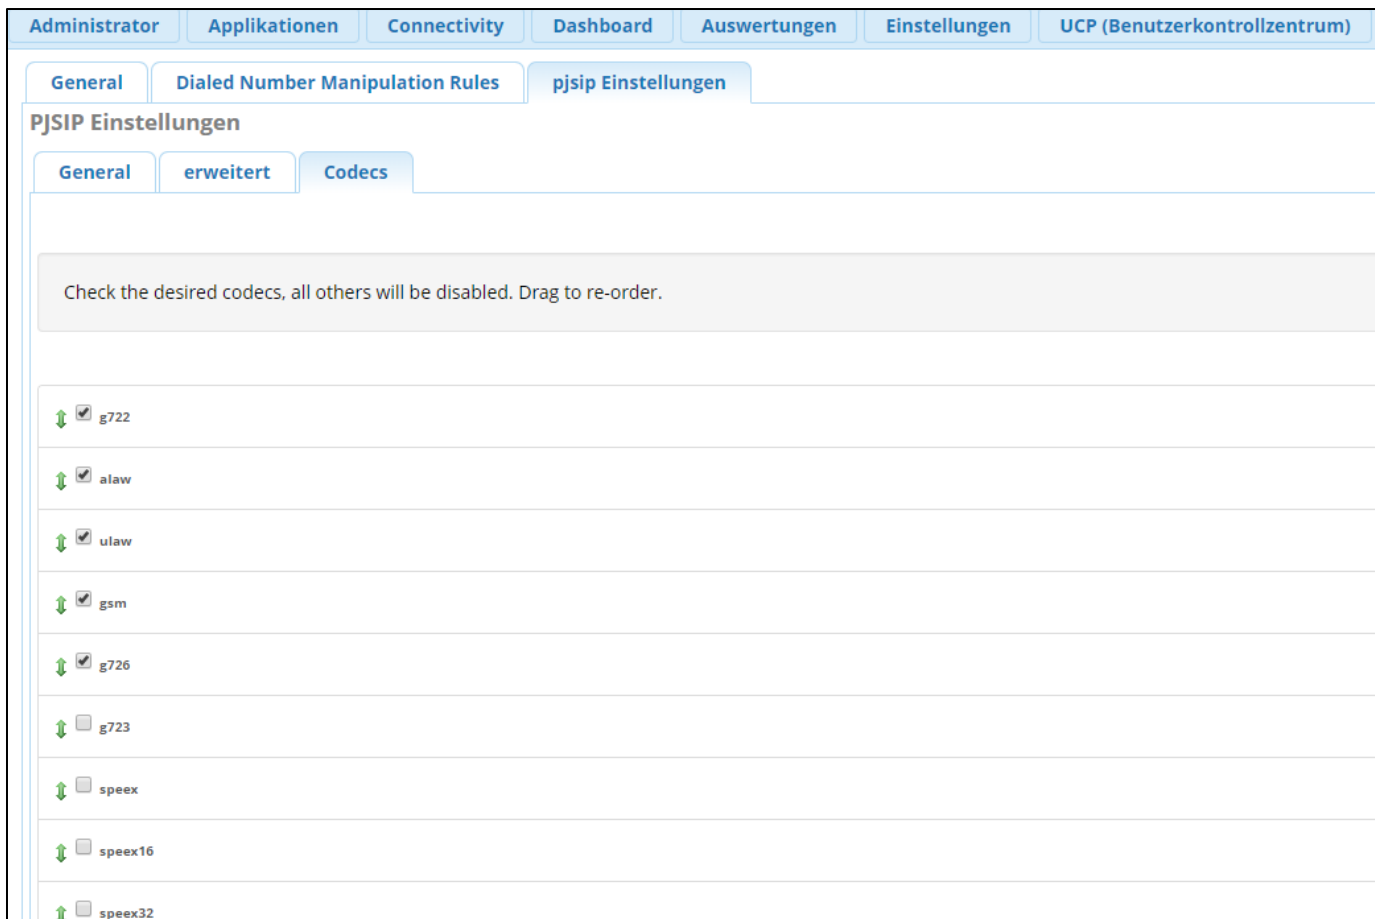 Administrator Applikationen Connectivity Dashboard Auswertungen Einstellungen UCP (Benutzerkontrollzentrum)
General Dialed Number Manipulation Rules pjsip Einstellungen
PJSIP Einstellungen
General erweitert Codecs
Check the desired codecs, all others will be disabled. Drag to re-order.
g722
alaw
ulaw
gsm
g726
g723
speex
speex16
speex32